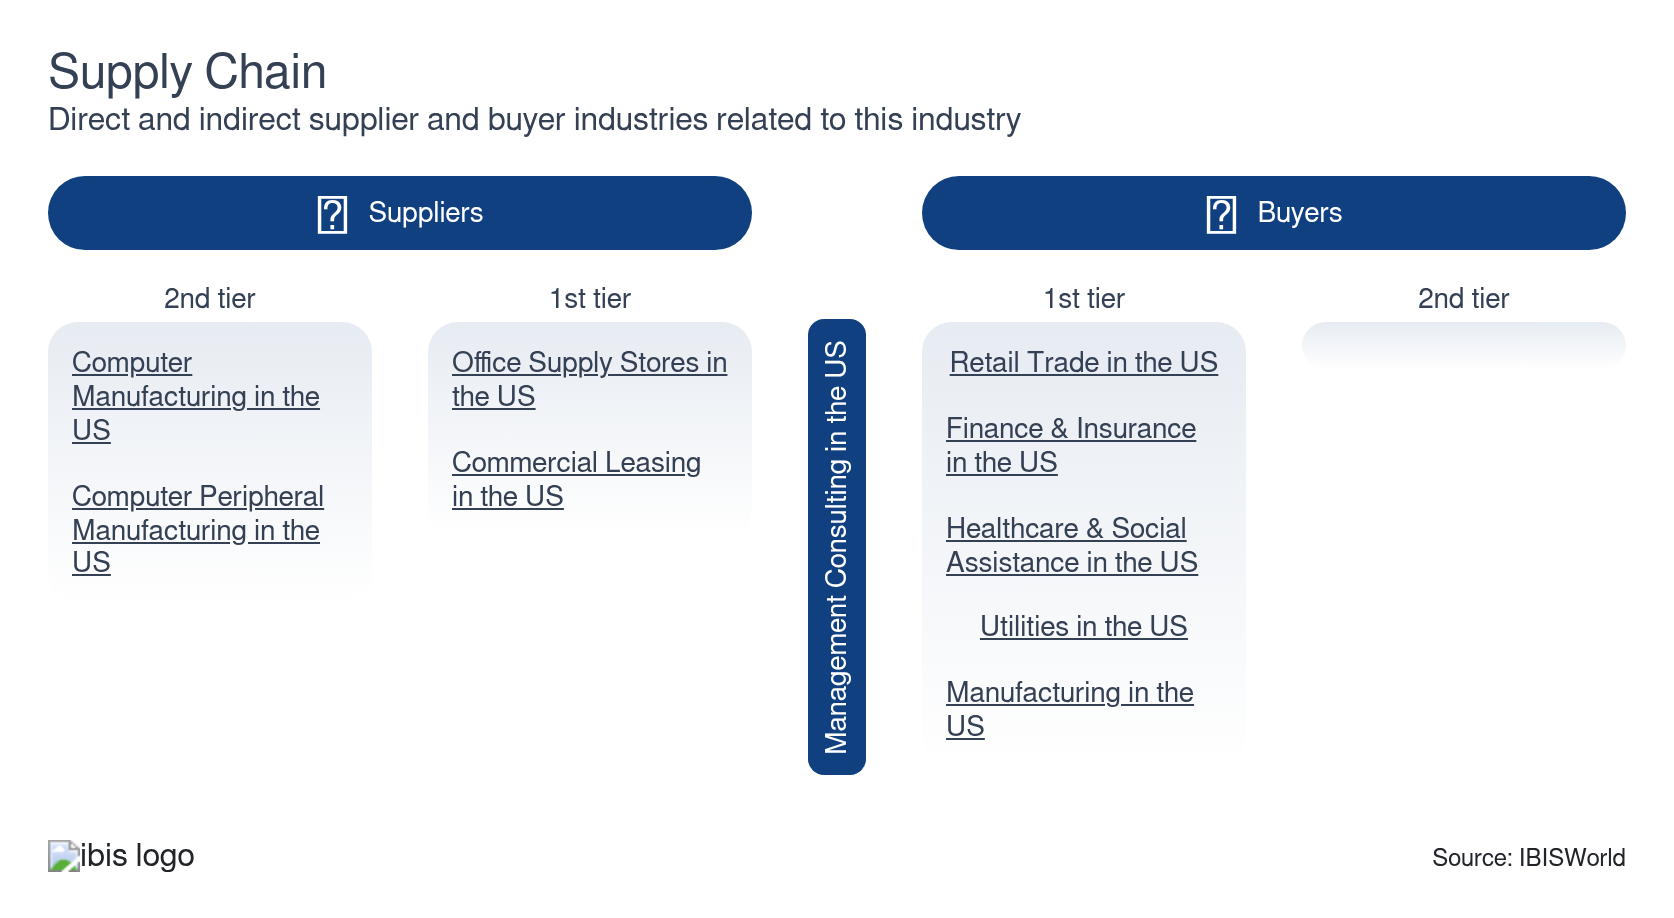 Supply Chain
Direct and indirect supplier and buyer industries related to this industry
Suppliers
Buyers
2nd tier
1st tier
1st tier
2nd tier
Computer
Manufacturing in the
US
Computer Peripheral
Manufacturing in the
US
Office Supply Stores in
the US
Commercial Leasing
in the US
Management Consulting in the US
Retail Trade in the US
Finance & Insurance
in the US
Healthcare & Social
Assistance in the US
Utilities in the US
Manufacturing in the
US
ibis logo
Source: IBISWorld